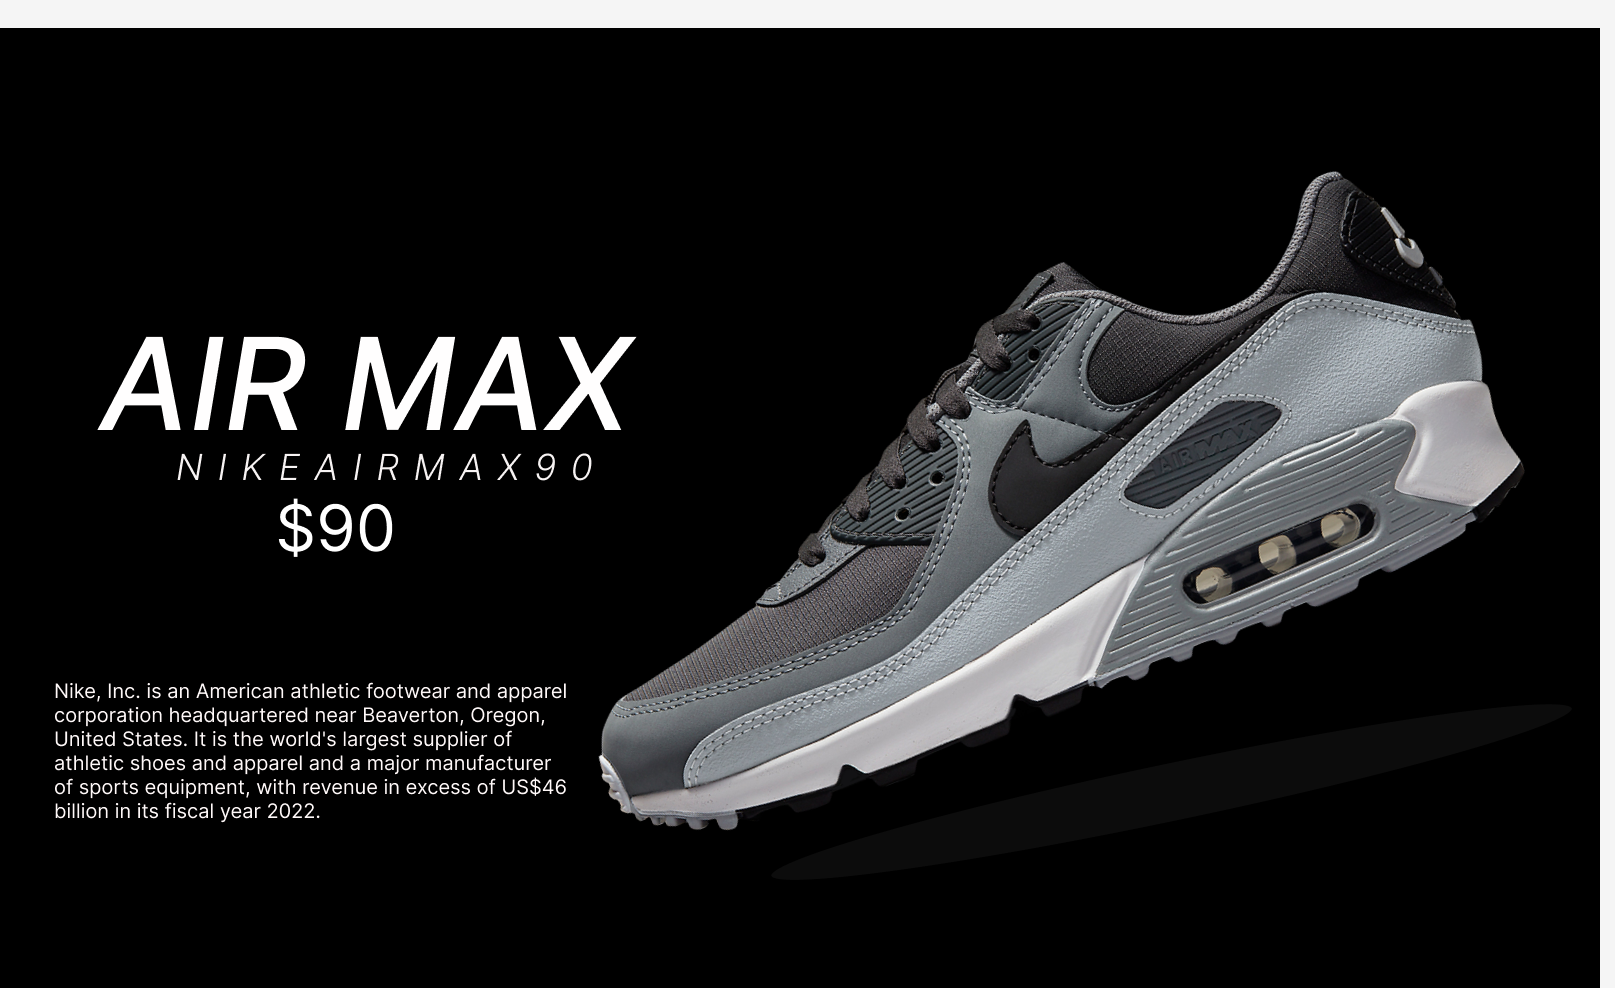 AIR MAX
NIKEAIRMAX90
$90
AIR MAX
Nike, Inc. is an American athletic footwear and apparel
corporation headquartered near Beaverton, Oregon,
United States. It is the world's largest supplier of
athletic shoes and apparel and a major manufacturer
of sports equipment, with revenue in excess of US$46
billion in its fiscal year 2022.